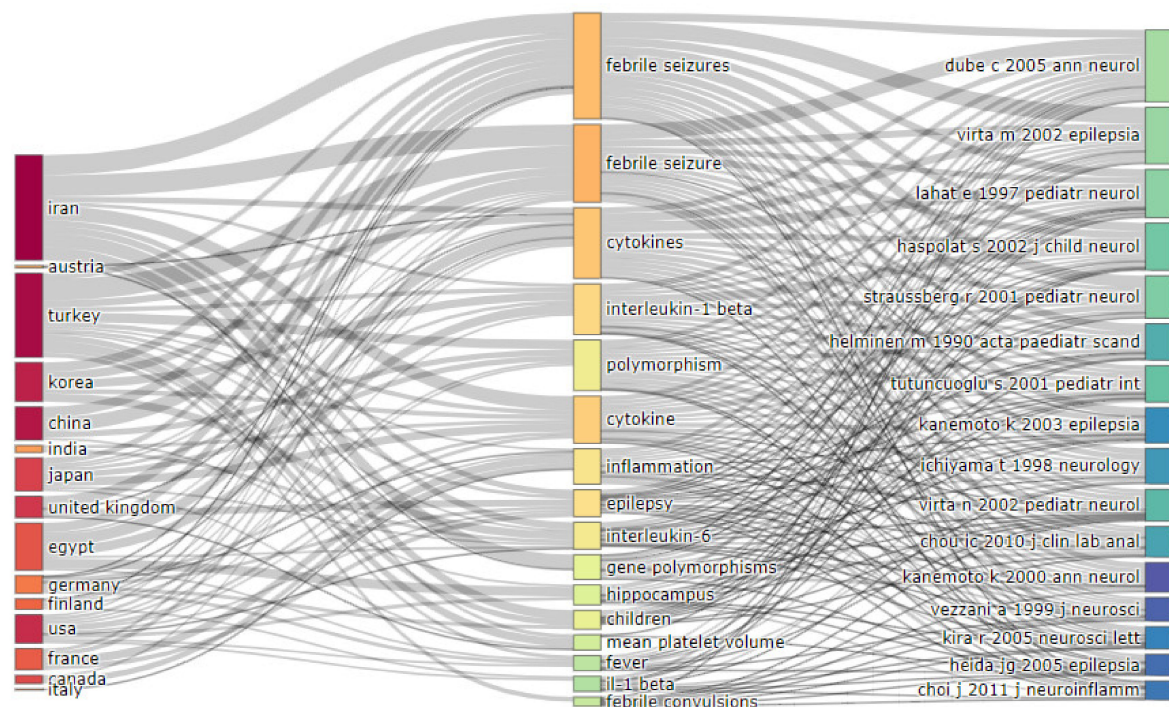 iran
austria
turkey
korea
china
india
japan
united kingdom
egypt
germany
finland
usa
france
canada
italy
febrile seizures
febrile seizure
cytokines
interleukin-1 beta
polymorphism
cytokine
inflammation
epilepsy
interleukin-6
gene polymorphisms
hippocampus
children
mean platelet volume
fever
il-1 beta
febrile convulsions
dube c 2005 ann neurol
virta m 2002 epilepsia
lahat e 1997 pediatr neurol
haspolat s 2002 j child neurol
straussberg r 2001 pediatr neurol
helminen m 1990 acta paediatr scand
tutuncuoglu s 2001 pediatr int
kanemoto k 2003 epilepsia
ichiyama t 1998 neurology
virta n 2002 pediatr neurol
chou ic 2010 j clin lab anal
kanemoto k 2000 ann neurol
vezzani a 1999 j neurosci
kira r 2005 neurosci lett
heida jg 2005 epilepsia
choi j 2011 j neuroinflamm